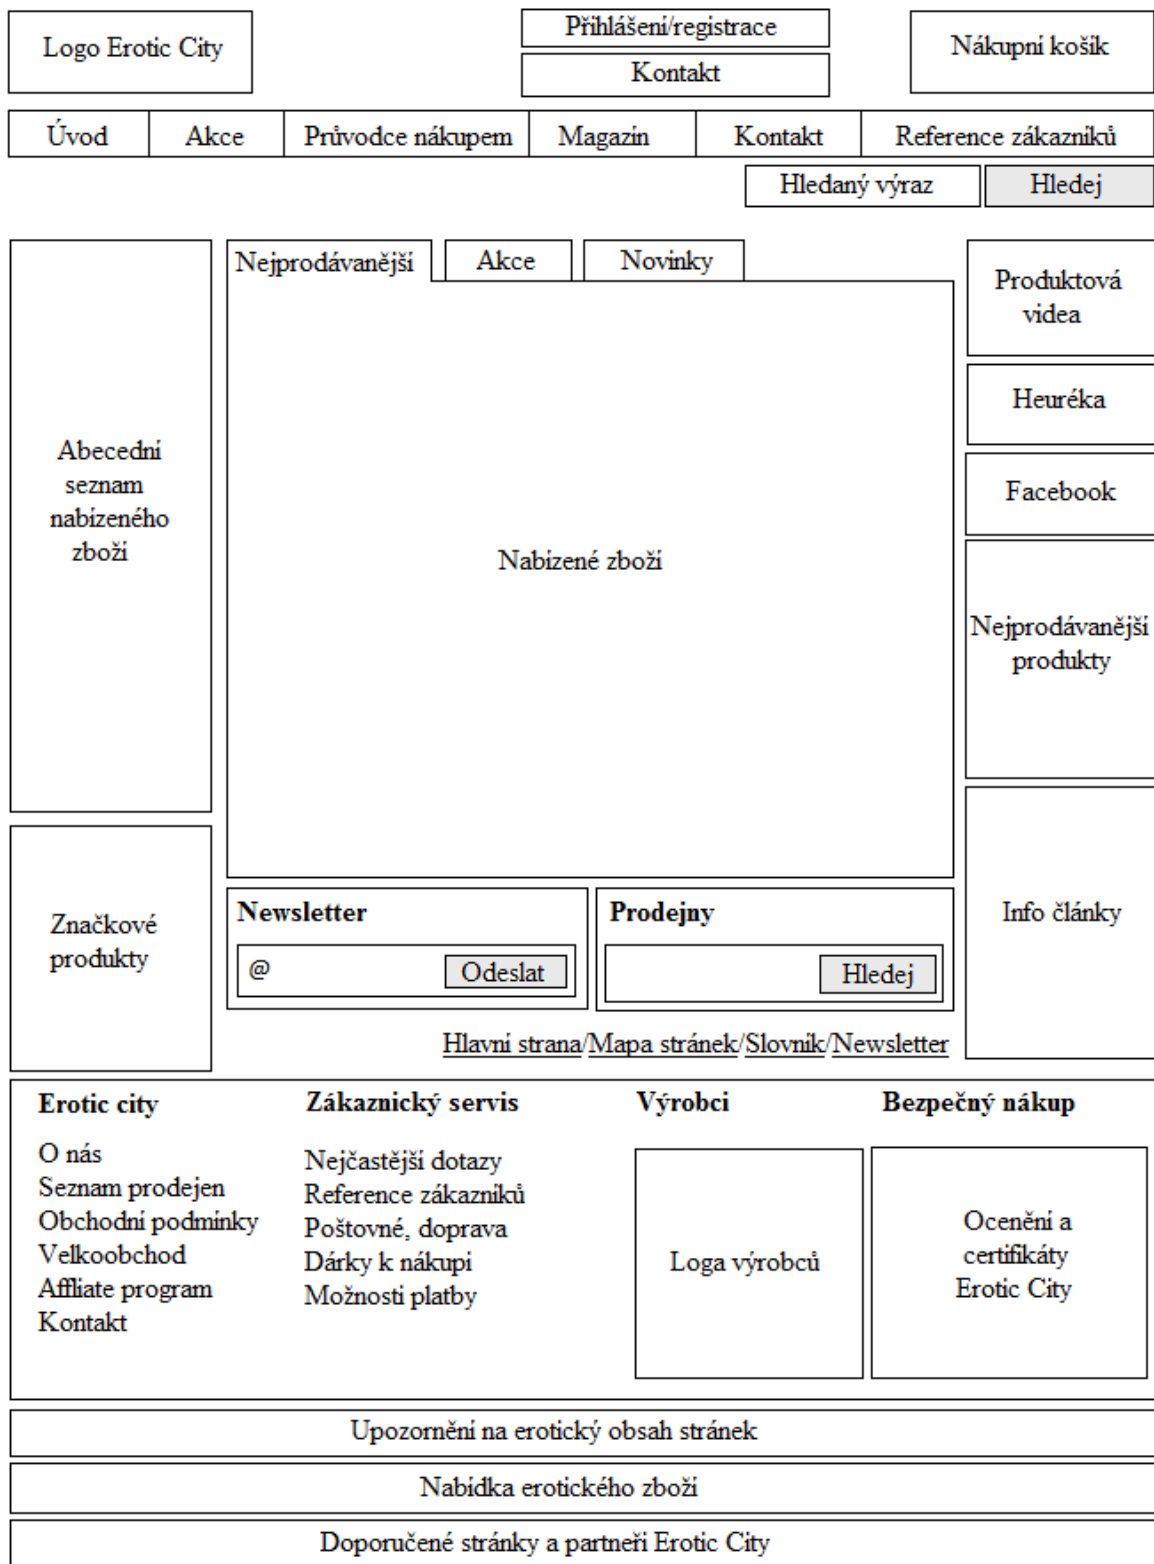 Logo Erotic City
Přihlášení/registrace
Kontakt
Nákupní košík
Úvod
Akce
Průvodce nákupem
Magazín
Kontakt
Reference zákazníků
Hledaný výraz
Hledej
Nejprodávanější
Akce
Novinky
Abecední
seznam
nabízeného
zboží
Nabízené zboží
Produktová
videa
Heuréka
Facebook
Nejprodávanější
produkty
Značkové
produkty
Newsletter
@
Odeslat
Prodejny
Hledej
Info články
Hlavní strana/Mapa stránek/Slovník/Newsletter
Erotic city
O nás
Seznam prodejen
Obchodní podmínky
Velkoobchod
Affliate program
Kontakt
Zákaznický servis
Nejčastější dotazy
Reference zákazníků
Poštovné, doprava
Dárky k nákupi
Možnosti platby
Výrobci
Loga výrobců
Bezpečný nákup
Ocenění a
certifikáty
Erotic City
Upozornění na erotický obsah stránek
Nabídka erotického zboží
Doporučené stránky a partneři Erotic City